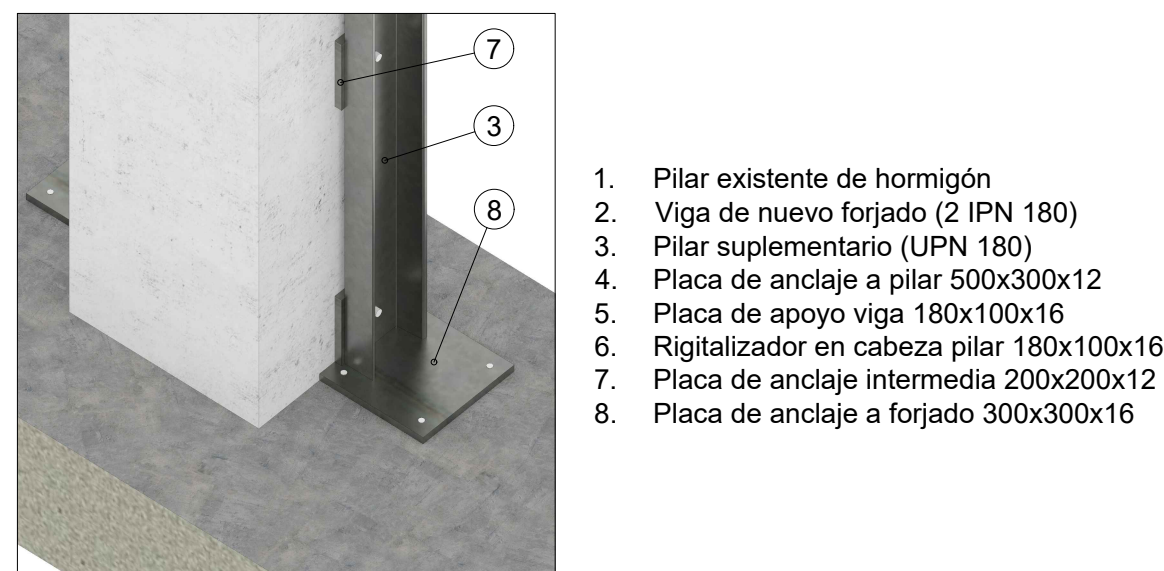 7
3
8
1. Pilar existente de hormigón
2. Viga de nuevo forjado (2 IPN 180)
3. Pilar suplementario (UPN 180)
4. Placa de anclaje a pilar 500x300x12
5. Placa de apoyo viga 180x100x16
6. Rigitalizador en cabeza pilar 180x100x16
7. Placa de anclaje intermedia 200x200x12
8. Placa de anclaje a forjado 300x300x16